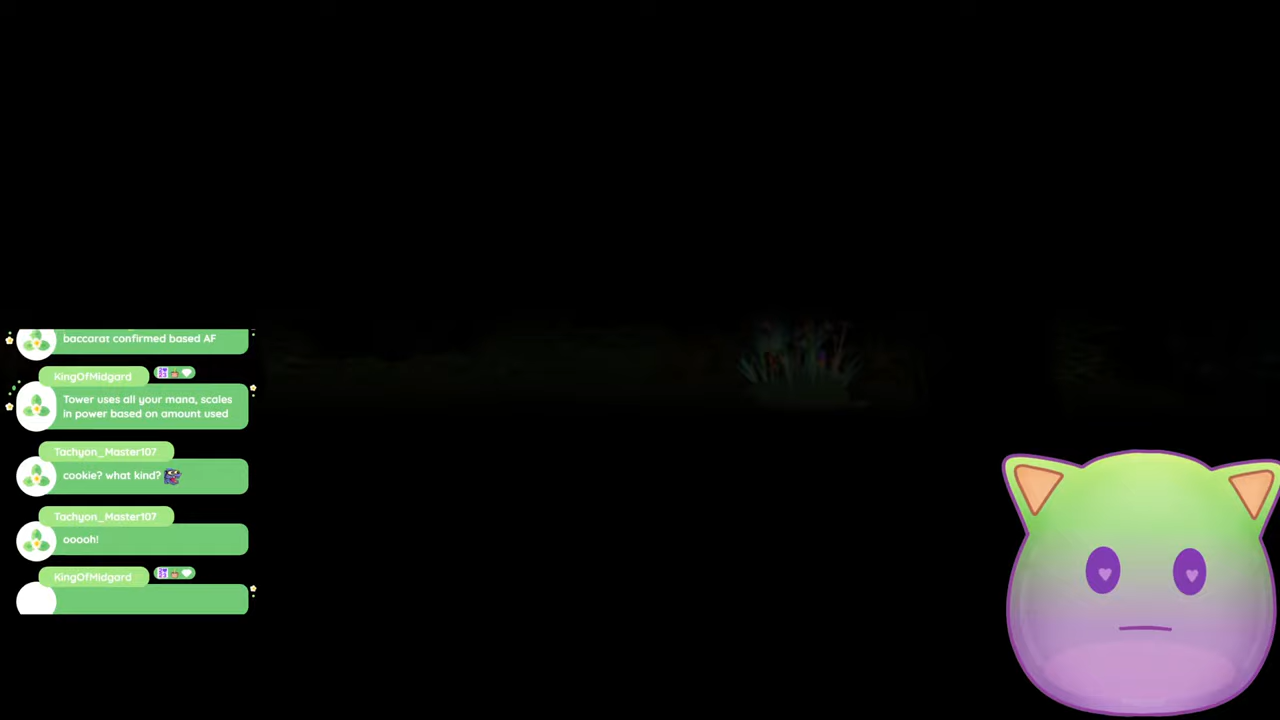 baccarat confirmed based AF
KingOfMidgard
Tower uses all your mana, scales
in power based on amount used
Tachyon_Master107
cookie? what kind?
Tachyon_Master107
ooooh!
KingOfMidgard